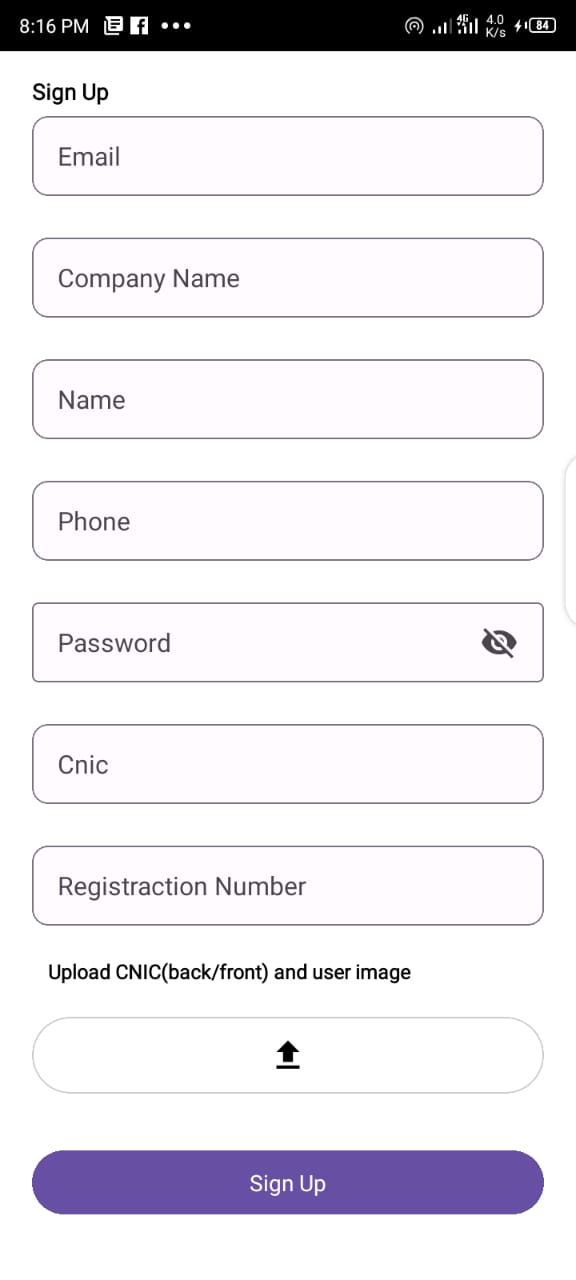 8:16 PM 4G 4.0 K/s 84
Sign Up
Email
Company Name
Name
Phone
Password
Cnic
Registraction Number
Upload CNIC(back/front) and user image
Sign Up